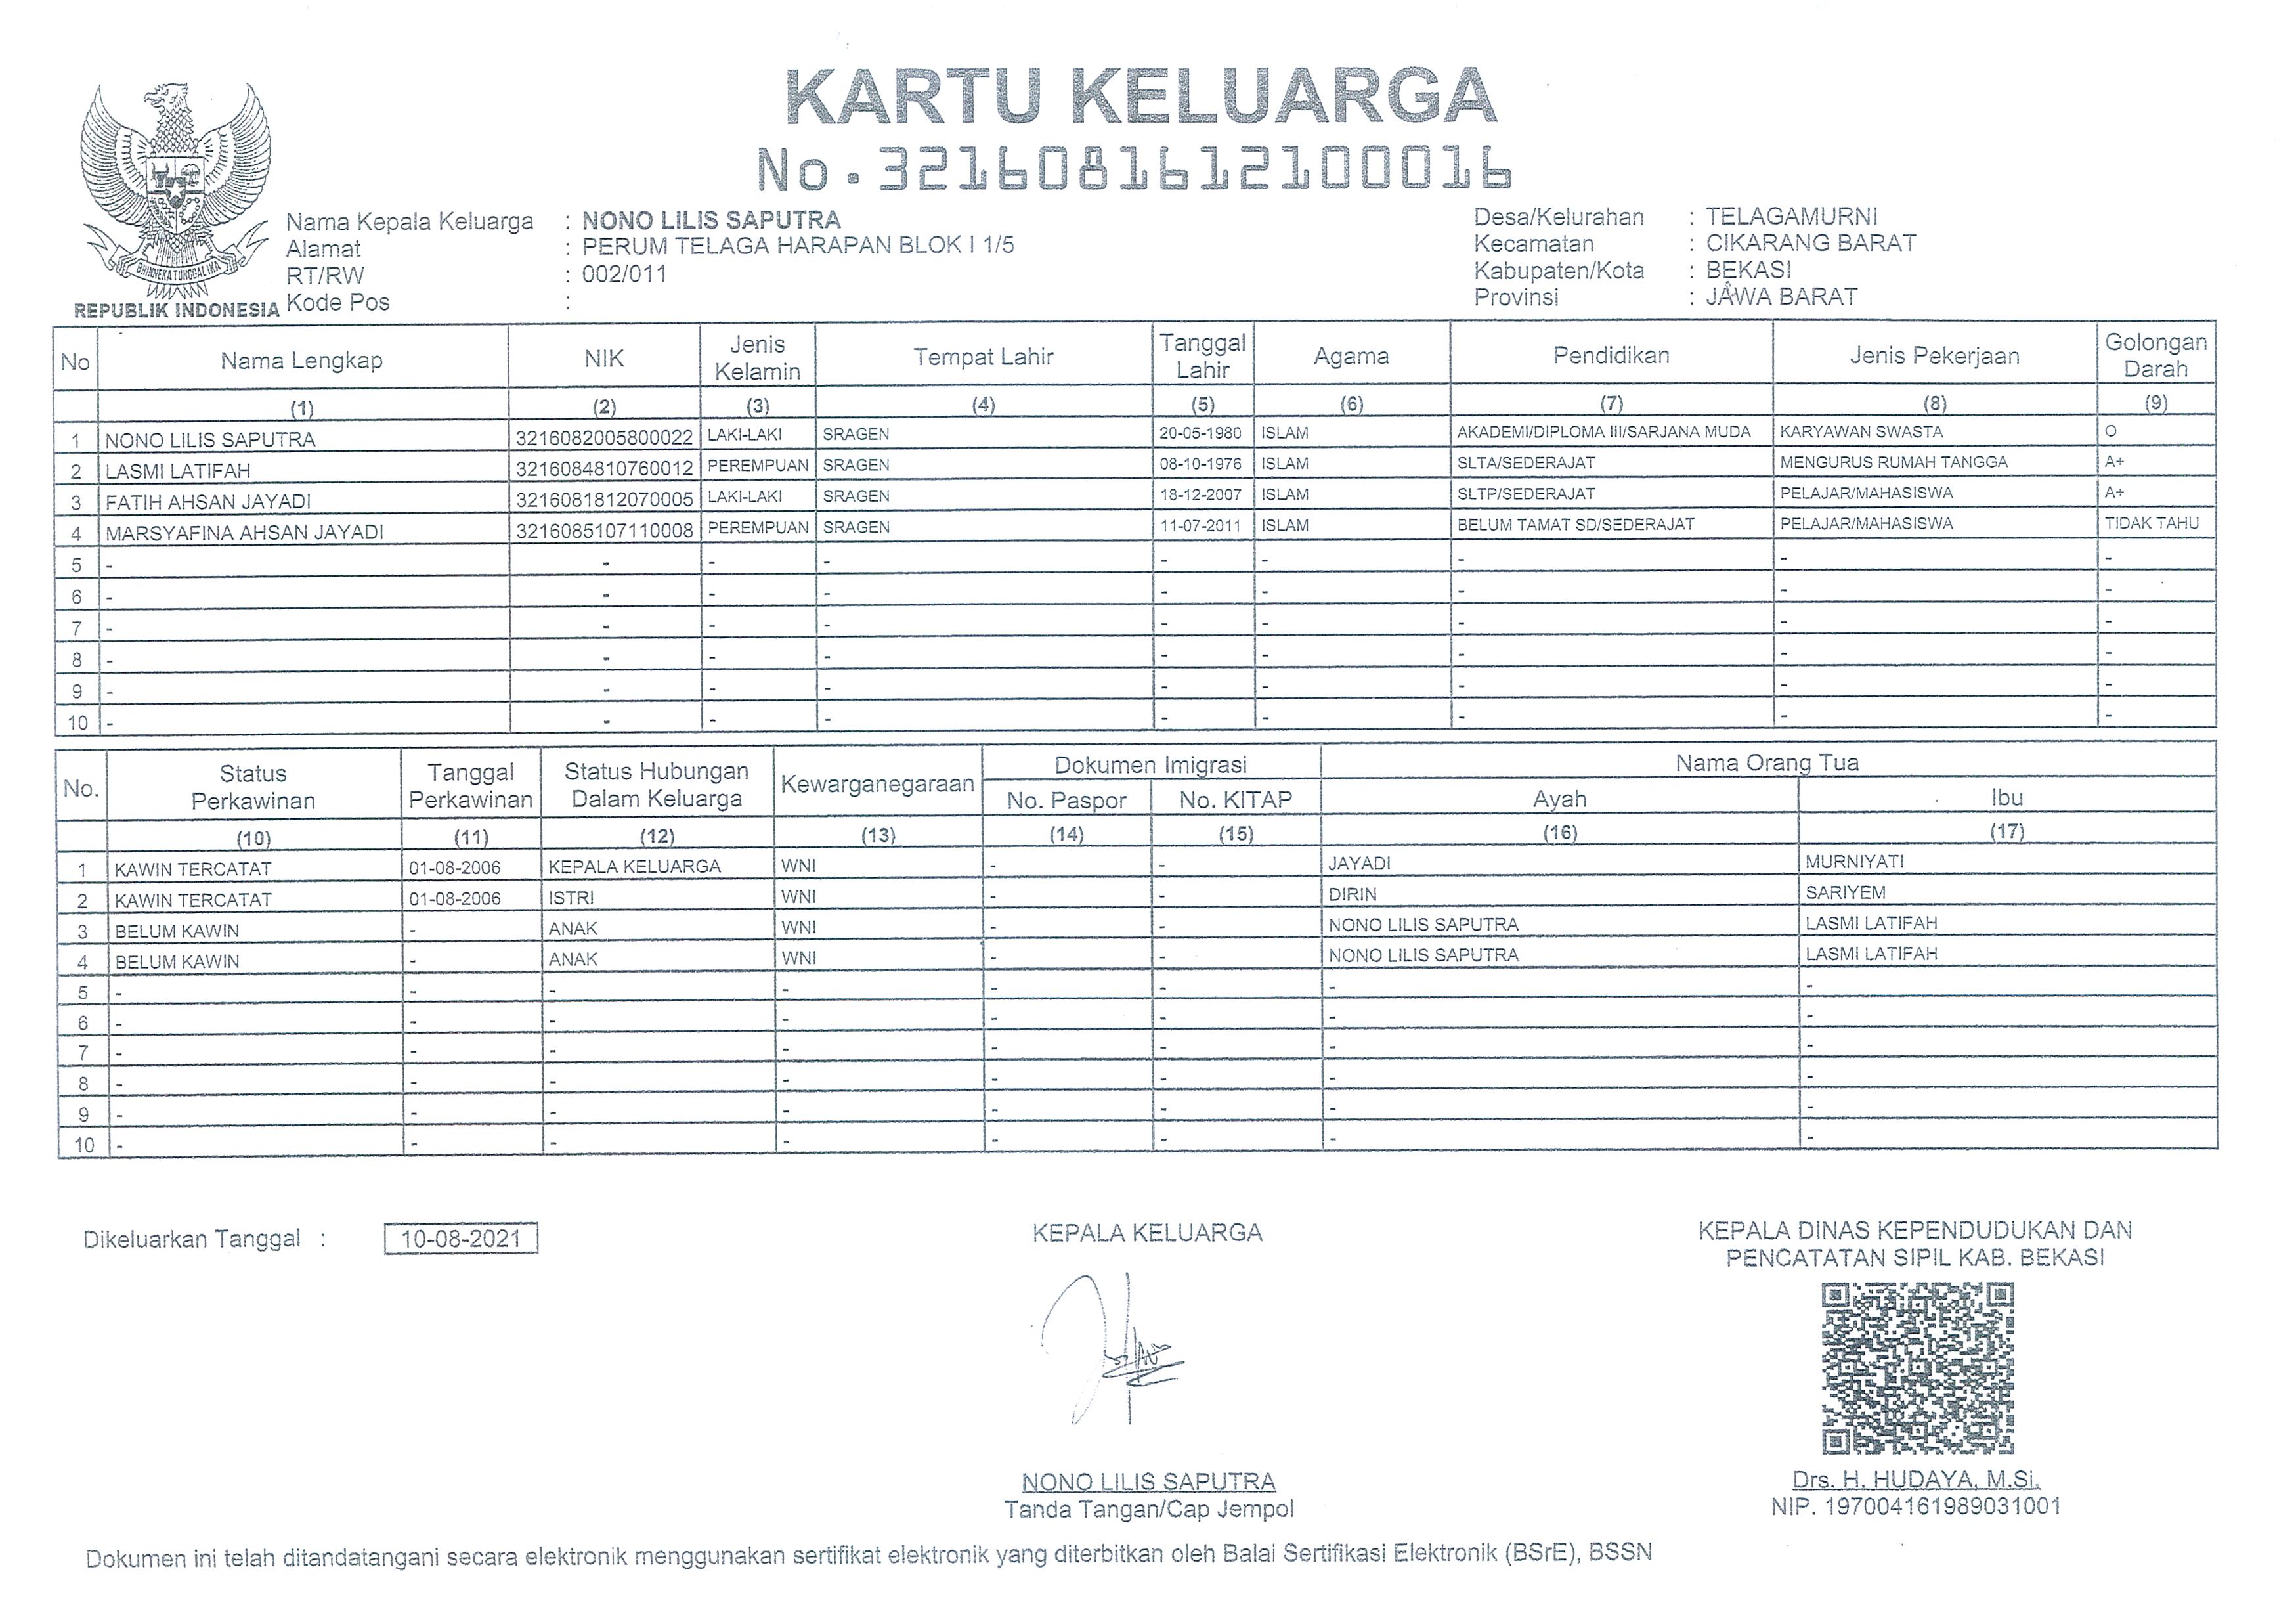 KARTU KELUARGA
No. 3216081612100016
BHINNEKA TUNGGAL IKA
REPUBLIK INDONESIA
Nama Kepala Keluarga : NONO LILIS SAPUTRA
Alamat : PERUM TELAGA HARAPAN BLOK I 1/5
RT/RW : 002/011
Kode Pos :
Desa/Kelurahan : TELAGAMURNI
Kecamatan : CIKARANG BARAT
Kabupaten/Kota : BEKASI
Provinsi : JAWA BARAT
No Nama Lengkap NIK Jenis Kelamin Tempat Lahir Tanggal Lahir Agama Pendidikan Jenis Pekerjaan Golongan Darah
(1) (2) (3) (4) (5) (6) (7) (8) (9)
1 NONO LILIS SAPUTRA 3216082005800022 LAKI-LAKI SRAGEN 20-05-1980 ISLAM AKADEMI/DIPLOMA III/SARJANA MUDA KARYAWAN SWASTA O
2 LASMI LATIFAH 3216084810760012 PEREMPUAN SRAGEN 08-10-1976 ISLAM SLTA/SEDERAJAT MENGURUS RUMAH TANGGA A+
3 FATIH AHSAN JAYADI 3216081812070005 LAKI-LAKI SRAGEN 18-12-2007 ISLAM SLTP/SEDERAJAT PELAJAR/MAHASISWA A+
4 MARSYAFINA AHSAN JAYADI 3216085107110008 PEREMPUAN SRAGEN 11-07-2011 ISLAM BELUM TAMAT SD/SEDERAJAT PELAJAR/MAHASISWA TIDAK TAHU
5 - - - - - - - - -
6 - - - - - - - - -
7 - - - - - - - - -
8 - - - - - - - - -
9 - - - - - - - - -
10 - - - - - - - - -
No. Status Perkawinan Tanggal Perkawinan Status Hubungan Dalam Keluarga Kewarganegaraan Dokumen Imigrasi Nama Orang Tua
No. Paspor No. KITAP Ayah Ibu
(10) (11) (12) (13) (14) (15) (16) (17)
1 KAWIN TERCATAT 01-08-2006 KEPALA KELUARGA WNI - - JAYADI MURNIYATI
2 KAWIN TERCATAT 01-08-2006 ISTRI WNI - - DIRIN SARIYEM
3 BELUM KAWIN - ANAK WNI - - NONO LILIS SAPUTRA LASMI LATIFAH
4 BELUM KAWIN - ANAK WNI - - NONO LILIS SAPUTRA LASMI LATIFAH
5 - - - - - - - -
6 - - - - - - - -
7 - - - - - - - -
8 - - - - - - - -
9 - - - - - - - -
10 - - - - - - - -
Dikeluarkan Tanggal : 10-08-2021
KEPALA KELUARGA
NONO LILIS SAPUTRA
Tanda Tangan/Cap Jempol
KEPALA DINAS KEPENDUDUKAN DAN
PENCATATAN SIPIL KAB. BEKASI
Drs. H. HUDAYA, M.Si.
NIP. 197004161989031001
Dokumen ini telah ditandatangani secara elektronik menggunakan sertifikat elektronik yang diterbitkan oleh Balai Sertifikasi Elektronik (BSrE), BSSN